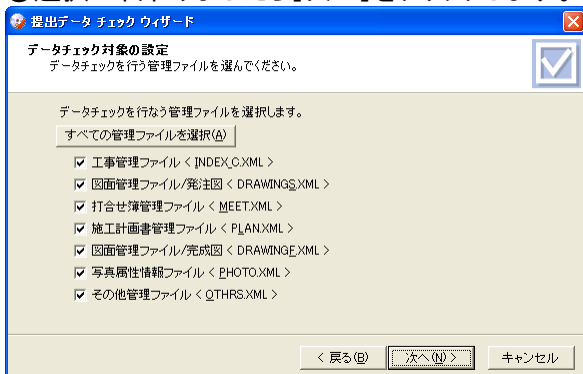 提出データ チェック ウィザード
データチェック対象の設定
データチェックを行う管理ファイルを選んでください。
データチェックを行なう管理ファイルを選択します。
すべての管理ファイルを選択(A)
工事管理ファイル < INDEX_C.XML >
図面管理ファイル/発注図 < DRAWINGS.XML >
打合せ簿管理ファイル < MEET.XML >
施工計画書管理ファイル < PLAN.XML >
図面管理ファイル/完成図 < DRAWINGF.XML >
写真属性情報ファイル < PHOTO.XML >
その他管理ファイル < OTHRS.XML >
< 戻る(B) 次へ(N) > キャンセル